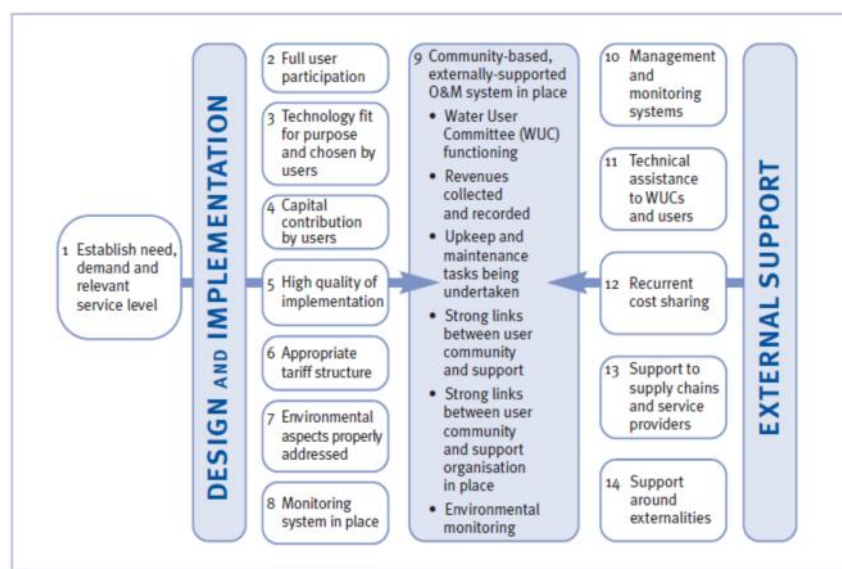 1 Establish need,
demand and
relevant
service level
DESIGN AND IMPLEMENTATION
2 Full user
participation
3 Technology fit
for purpose
and chosen by
users
4 Capital
contribution
by users
5 High quality of
implementation
6 Appropriate
tariff structure
7 Environmental
aspects properly
addressed
8 Monitoring
system in place
9 Community-based,
externally-supported
O&M system in place
• Water User
Committee (WUC)
functioning
• Revenues
collected
and recorded
• Upkeep and
maintenance
tasks being
undertaken
• Strong links
between user
community
and support
• Strong links
between user
community
and support
organisation
in place
• Environmental
monitoring
10 Management
and
monitoring
systems
11 Technical
assistance
to WUCs
and users
12 Recurrent
cost sharing
13 Support to
supply chains
and service
providers
14 Support
around
externalities
EXTERNAL SUPPORT